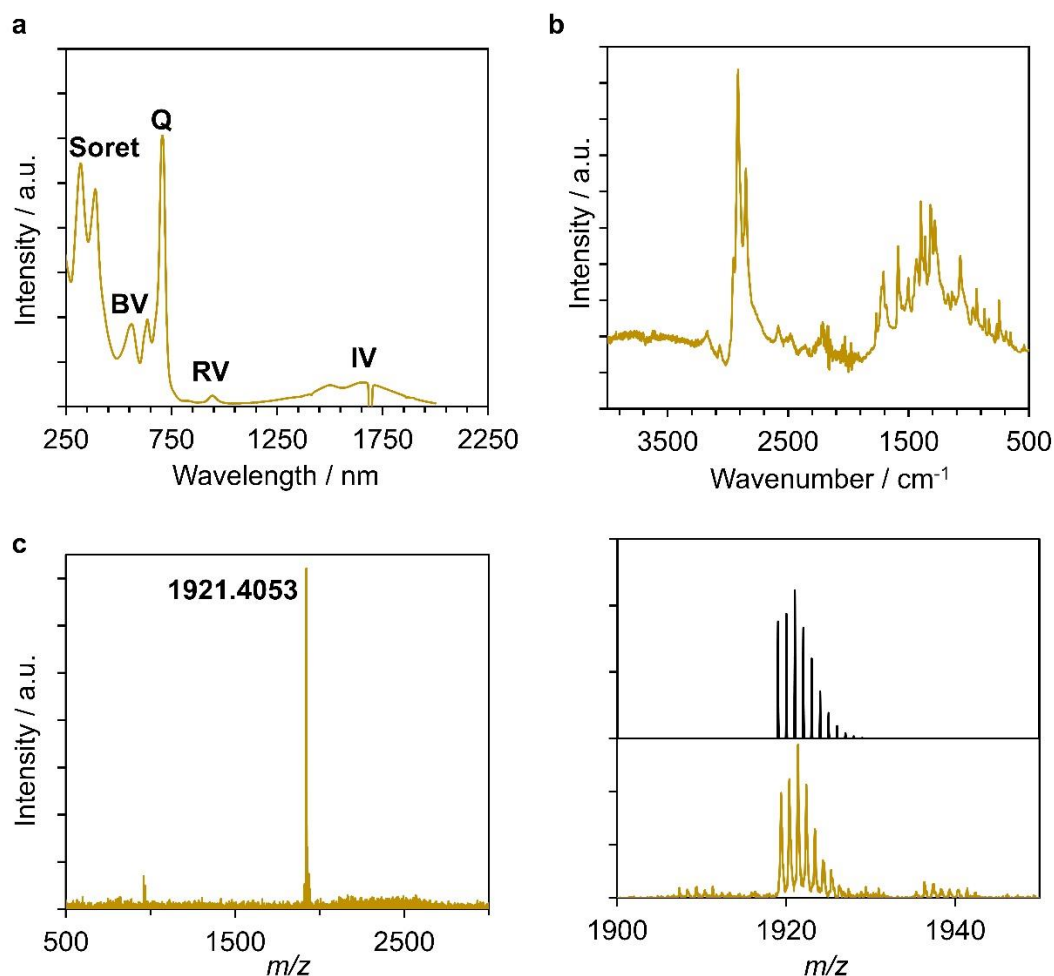 a
Soret
Q
BV
RV
IV
Intensity / a.u.
250 750 1250 1750 2250
Wavelength / nm
b
Intensity / a.u.
3500 2500 1500 500
Wavenumber / cm⁻¹
c
1921.4053
Intensity / a.u.
500 1500 2500
m/z
1900 1920 1940
m/z